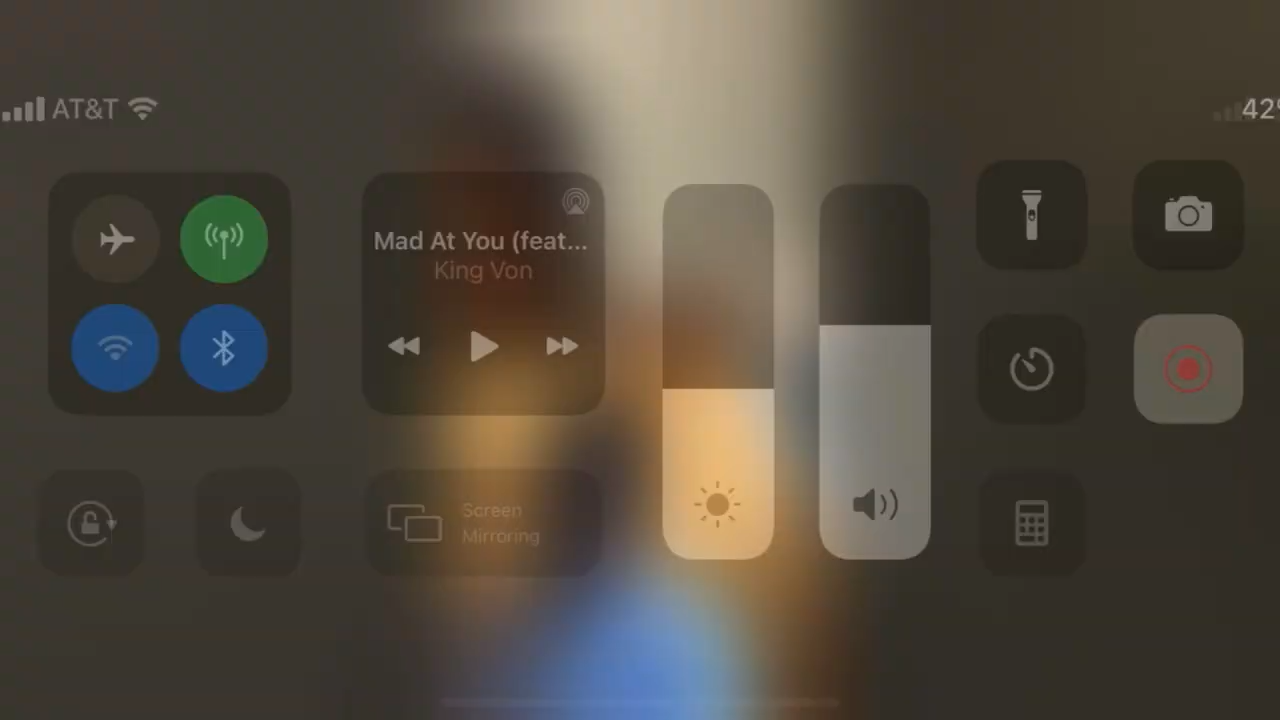 AT&T
42%
Mad At You (feat...
King Von
Screen
Mirroring